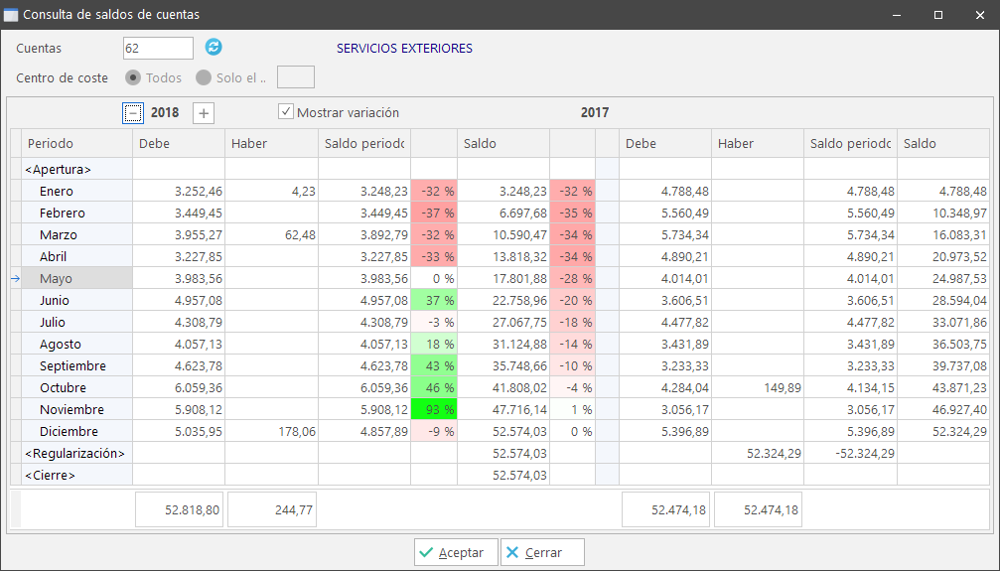 Consulta de saldos de cuentas
Cuentas 62 SERVICIOS EXTERIORES
Centro de coste Todos Solo el ..
2018 Mostrar variación 2017
Periodo Debe Haber Saldo periodo Saldo Debe Haber Saldo periodo Saldo
<Apertura>
Enero 3.252,46 4,23 3.248,23 -32 % 3.248,23 -32 % 4.788,48 4.788,48 4.788,48
Febrero 3.449,45 3.449,45 -37 % 6.697,68 -35 % 5.560,49 5.560,49 10.348,97
Marzo 3.955,27 62,48 3.892,79 -32 % 10.590,47 -34 % 5.734,34 5.734,34 16.083,31
Abril 3.227,85 3.227,85 -33 % 13.818,32 -34 % 4.890,21 4.890,21 20.973,52
Mayo 3.983,56 3.983,56 0 % 17.801,88 -28 % 4.014,01 4.014,01 24.987,53
Junio 4.957,08 4.957,08 37 % 22.758,96 -20 % 3.606,51 3.606,51 28.594,04
Julio 4.308,79 4.308,79 -3 % 27.067,75 -18 % 4.477,82 4.477,82 33.071,86
Agosto 4.057,13 4.057,13 18 % 31.124,88 -14 % 3.431,89 3.431,89 36.503,75
Septiembre 4.623,78 4.623,78 43 % 35.748,66 -10 % 3.233,33 3.233,33 39.737,08
Octubre 6.059,36 6.059,36 46 % 41.808,02 -4 % 4.284,04 149,89 4.134,15 43.871,23
Noviembre 5.908,12 5.908,12 93 % 47.716,14 1 % 3.056,17 3.056,17 46.927,40
Diciembre 5.035,95 178,06 4.857,89 -9 % 52.574,03 0 % 5.396,89 5.396,89 52.324,29
<Regularización> 52.574,03 52.324,29 -52.324,29
<Cierre> 52.574,03
52.818,80 244,77 52.474,18 52.474,18
Aceptar Cerrar